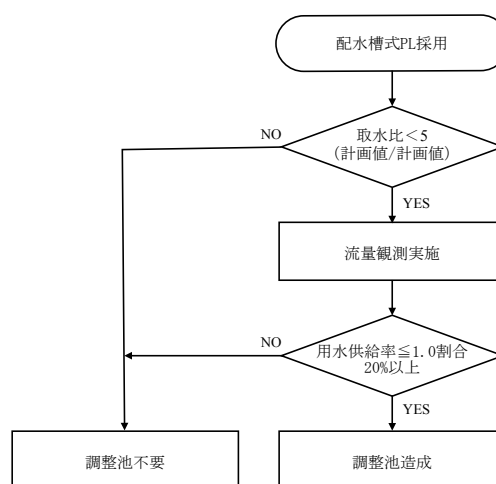 配水槽式PL採用
取水比＜5
(計画値/計画値)
NO
YES
流量観測実施
用水供給率≦1.0割合
20%以上
NO
YES
調整池不要
調整池造成